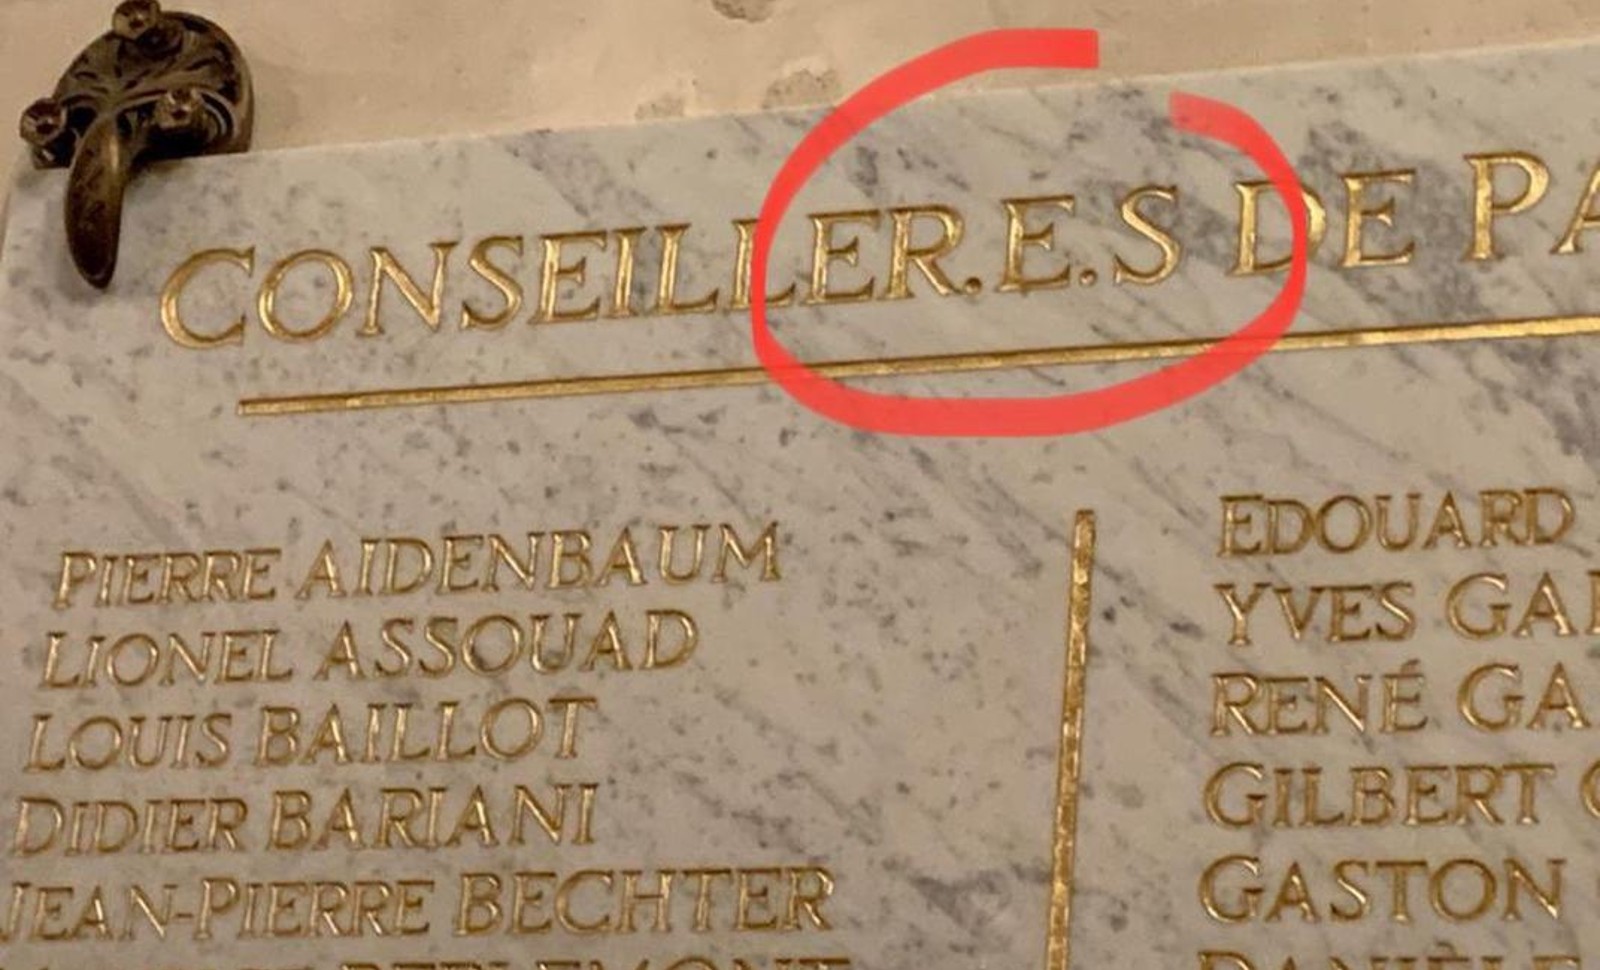 CONSEILLER.E.S DE PA
PIERRE AIDENBAUM
LIONEL ASSOUAD
LOUIS BAILLOT
DIDIER BARIANI
JEAN-PIERRE BECHTER
EDOUARD
YVES
RENÉ GA
GILBERT
GASTON
DANIÈLE